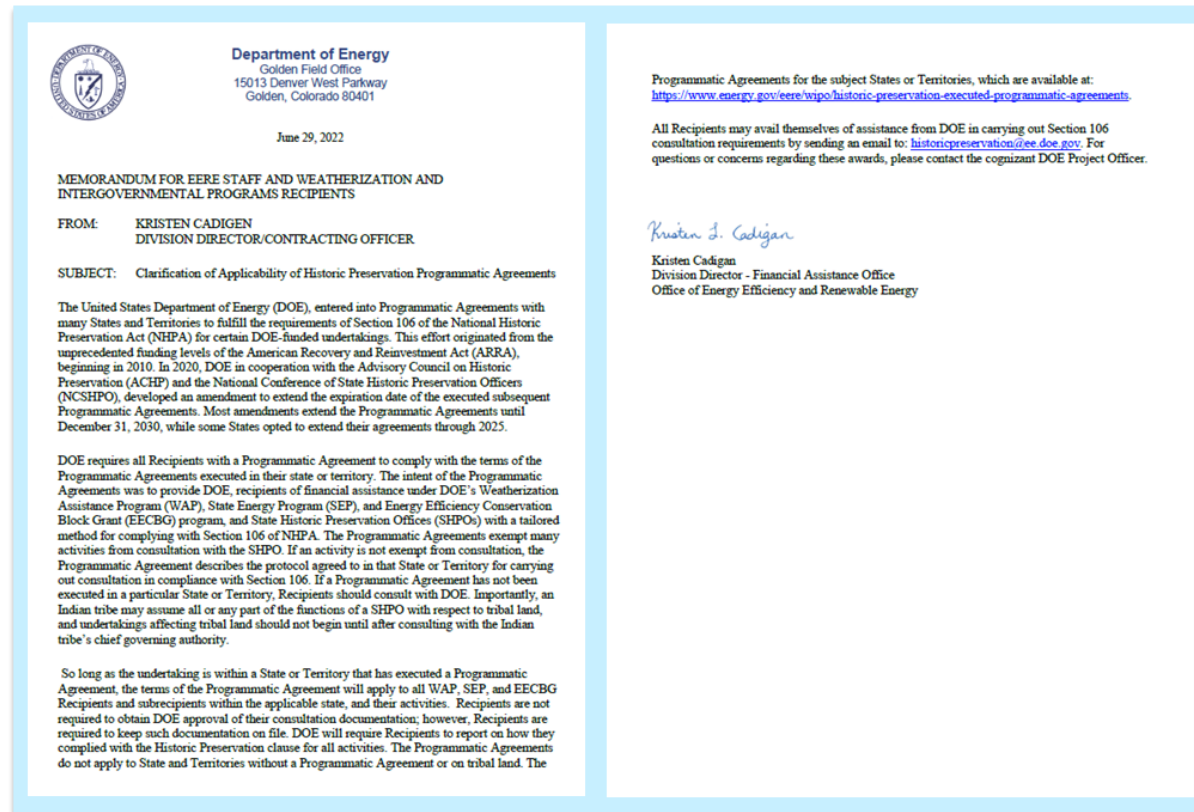 Department of Energy
Golden Field Office
15013 Denver West Parkway
Golden, Colorado 80401
June 29, 2022
MEMORANDUM FOR EERE STAFF AND WEATHERIZATION AND
INTERGOVERNMENTAL PROGRAMS RECIPIENTS
FROM: KRISTEN CADIGEN
DIVISION DIRECTOR/CONTRACTING OFFICER
SUBJECT: Clarification of Applicability of Historic Preservation Programmatic Agreements
The United States Department of Energy (DOE), entered into Programmatic Agreements with
many States and Territories to fulfill the requirements of Section 106 of the National Historic
Preservation Act (NHPA) for certain DOE-funded undertakings. This effort originated from the
unprecedented funding levels of the American Recovery and Reinvestment Act (ARRA),
beginning in 2010. In 2020, DOE in cooperation with the Advisory Council on Historic
Preservation (ACHP) and the National Conference of State Historic Preservation Officers
(NCSHPO), developed an amendment to extend the expiration date of the executed subsequent
Programmatic Agreements. Most amendments extend the Programmatic Agreements until
December 31, 2030, while some States opted to extend their agreements through 2025.
DOE requires all Recipients with a Programmatic Agreement to comply with the terms of the
Programmatic Agreements executed in their state or territory. The intent of the Programmatic
Agreements was to provide DOE, recipients of financial assistance under DOE's Weatherization
Assistance Program (WAP), State Energy Program (SEP), and Energy Efficiency Conservation
Block Grant (EECBG) program, and State Historic Preservation Offices (SHPOs) with a tailored
method for complying with Section 106 of NHPA. The Programmatic Agreements exempt many
activities from consultation with the SHPO. If an activity is not exempt from consultation, the
Programmatic Agreement describes the protocol agreed to in that State or Territory for carrying
out consultation in compliance with Section 106. If a Programmatic Agreement has not been
executed in a particular State or Territory, Recipients should consult with DOE. Importantly, an
Indian tribe may assume all or any part of the functions of a SHPO with respect to tribal land,
and undertakings affecting tribal land should not begin until after consulting with the Indian
tribe's chief governing authority.
So long as the undertaking is within a State or Territory that has executed a Programmatic
Agreement, the terms of the Programmatic Agreement will apply to all WAP, SEP, and EECBG
Recipients and subrecipients within the applicable state, and their activities. Recipients are not
required to obtain DOE approval of their consultation documentation; however, Recipients are
required to keep such documentation on file. DOE will require Recipients to report on how they
complied with the Historic Preservation clause for all activities. The Programmatic Agreements
do not apply to State and Territories without a Programmatic Agreement or on tribal land. The
Programmatic Agreements for the subject States or Territories, which are available at:
https://www.energy.gov/eere/wipo/historic-preservation-executed-programmatic-agreements.
All Recipients may avail themselves of assistance from DOE in carrying out Section 106
consultation requirements by sending an email to: historicpreservation@ee.doe.gov. For
questions or concerns regarding these awards, please contact the cognizant DOE Project Officer.
Kristen L. Cadigan
Kristen Cadigan
Division Director - Financial Assistance Office
Office of Energy Efficiency and Renewable Energy